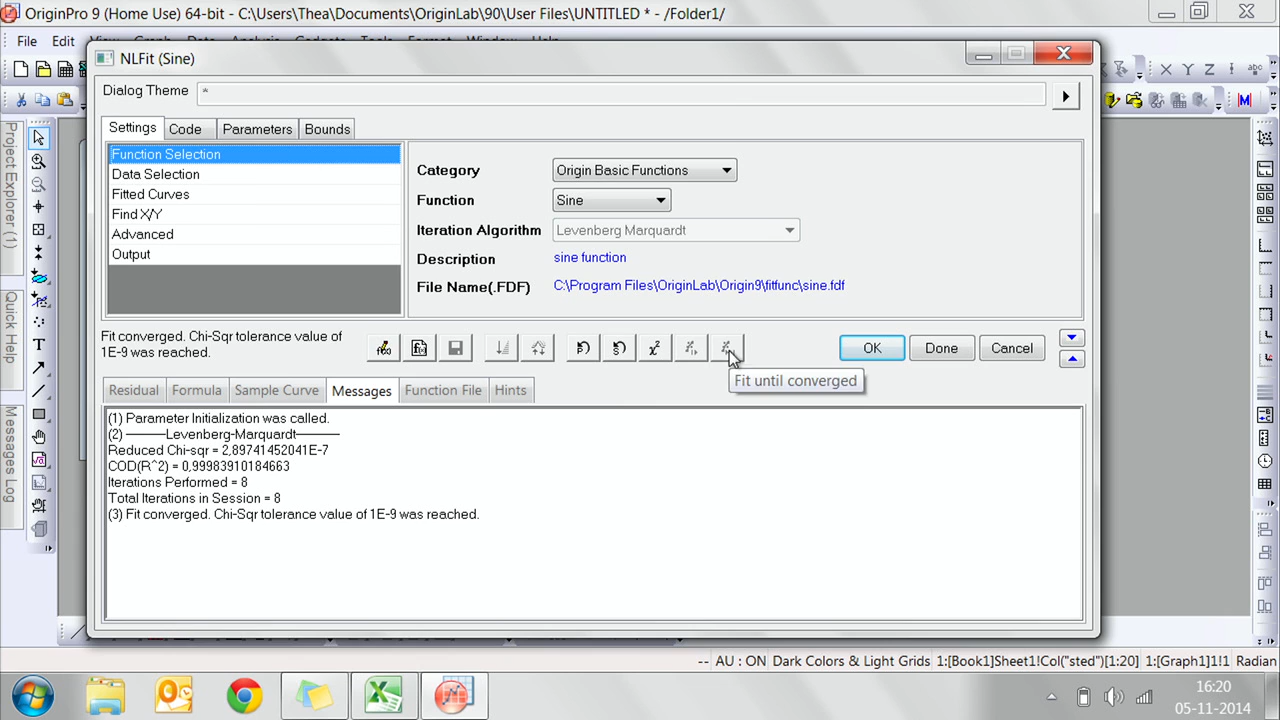 OriginPro 9 (Home Use) 64-bit - C:\Users\Thea\Documents\OriginLab\90\User Files\UNTITLED * - /Folder1/
File Edit
NLFit (Sine)
Dialog Theme *
Settings Code Parameters Bounds
Function Selection
Data Selection
Fitted Curves
Find X/Y
Advanced
Output
Category Origin Basic Functions
Function Sine
Iteration Algorithm Levenberg Marquardt
Description sine function
File Name(.FDF) C:\Program Files\OriginLab\Origin9\fitfunc\sine.fdf
Fit converged. Chi-Sqr tolerance value of
1E-9 was reached.
OK Done Cancel
Fit until converged
Residual Formula Sample Curve Messages Function File Hints
(1) Parameter Initialization was called.
(2) ———Levenberg-Marquardt———
Reduced Chi-sqr = 2,89741452041E-7
COD(R^2) = 0,99983910184663
Iterations Performed = 8
Total Iterations in Session = 8
(3) Fit converged. Chi-Sqr tolerance value of 1E-9 was reached.
Project Explorer (1)
Quick Help
Messages Log
-- AU : ON Dark Colors & Light Grids 1:[Book1]Sheet1!Col("sted")[1:20] 1:[Graph1]1!1 Radian
16:20
05-11-2014